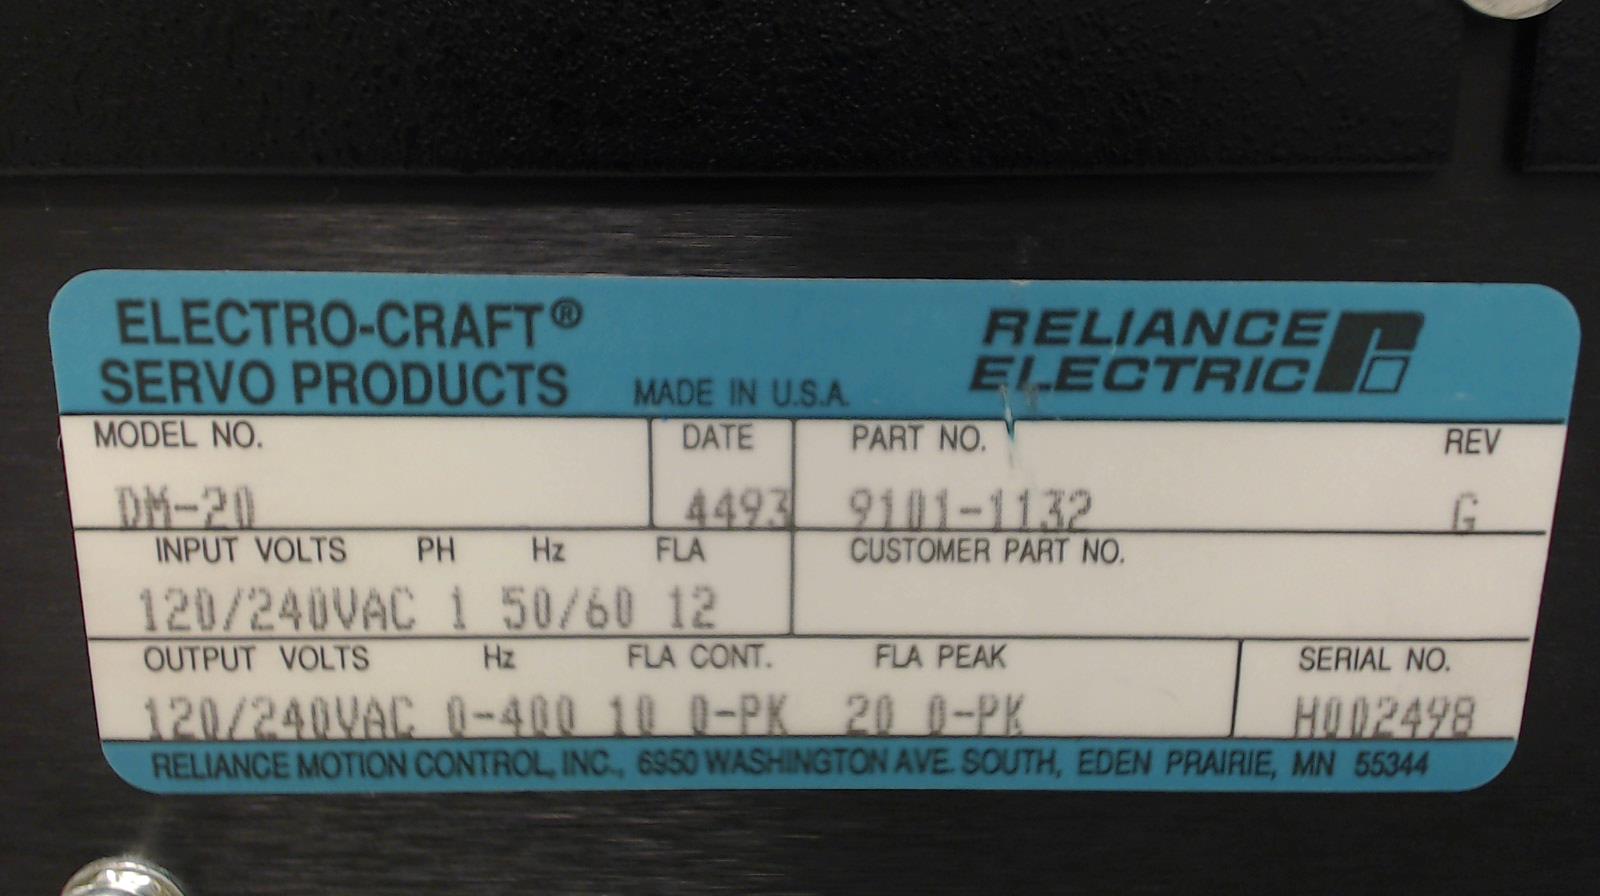 ELECTRO-CRAFT®
SERVO PRODUCTS MADE IN U.S.A.
RELIANCE
ELECTRIC
MODEL NO. DATE PART NO. REV
DM-20 4493 9101-1132 G
INPUT VOLTS PH Hz FLA CUSTOMER PART NO.
120/240VAC 1 50/60 12
OUTPUT VOLTS Hz FLA CONT. FLA PEAK SERIAL NO.
120/240VAC 0-400 10 0-PK 20 0-PK H002498
RELIANCE MOTION CONTROL, INC., 6950 WASHINGTON AVE. SOUTH, EDEN PRAIRIE, MN 55344